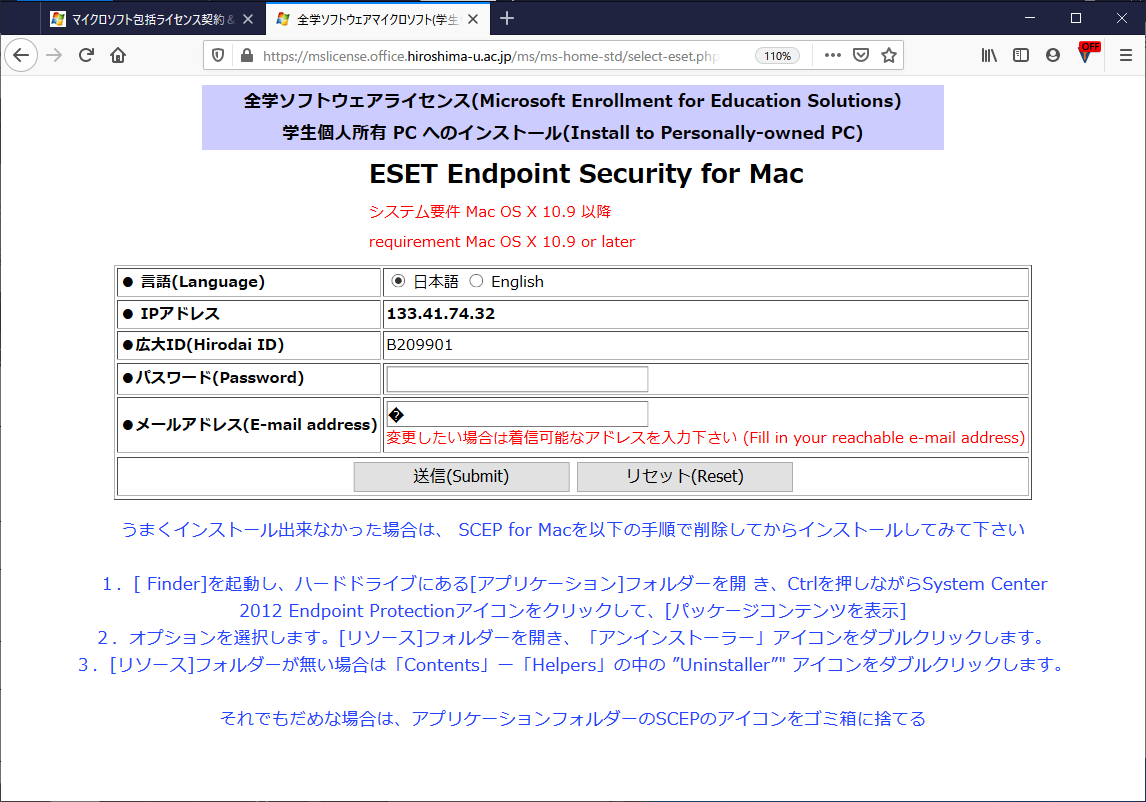 マイクロソフト包括ライセンス契約 &
全学ソフトウェアマイクロソフト(学生
https://mslicense.office.hiroshima-u.ac.jp/ms/ms-home-std/select-eset.php
110%
OFF
全学ソフトウェアライセンス(Microsoft Enrollment for Education Solutions)
学生個人所有 PC へのインストール(Install to Personally-owned PC)
ESET Endpoint Security for Mac
システム要件 Mac OS X 10.9 以降
requirement Mac OS X 10.9 or later
● 言語(Language)
日本語 English
● IPアドレス
133.41.74.32
●広大ID(Hirodai ID)
B209901
●パスワード(Password)
●メールアドレス(E-mail address)
�
変更したい場合は着信可能なアドレスを入力下さい (Fill in your reachable e-mail address)
送信(Submit)
リセット(Reset)
うまくインストール出来なかった場合は、 SCEP for Macを以下の手順で削除してからインストールしてみて下さい
１．[ Finder]を起動し、ハードドライブにある[アプリケーション]フォルダーを開 き、Ctrlを押しながらSystem Center
2012 Endpoint Protectionアイコンをクリックして、[パッケージコンテンツを表示]
２．オプションを選択します。[リソース]フォルダーを開き、「アンインストーラー」アイコンをダブルクリックします。
３．[リソース]フォルダーが無い場合は「Contents」ー「Helpers」の中の ”Uninstaller”" アイコンをダブルクリックします。
それでもだめな場合は、アプリケーションフォルダーのSCEPのアイコンをゴミ箱に捨てる